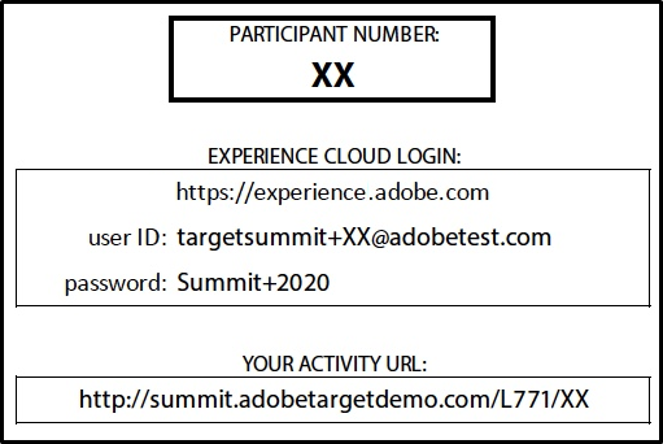 PARTICIPANT NUMBER:
XX
EXPERIENCE CLOUD LOGIN:
https://experience.adobe.com
user ID: targetsummit+XX@adobetest.com
password: Summit+2020
YOUR ACTIVITY URL:
http://summit.adobetargetdemo.com/L771/XX